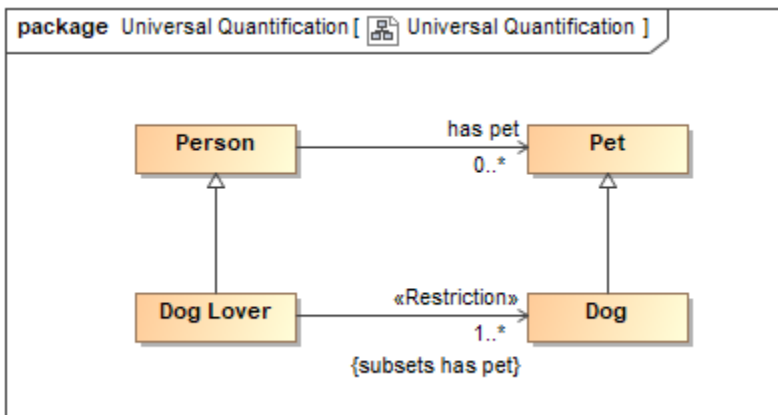 package Universal Quantification [ Universal Quantification ]
Person
has pet
0..*
Pet
Dog Lover
«Restriction»
1..*
{subsets has pet}
Dog